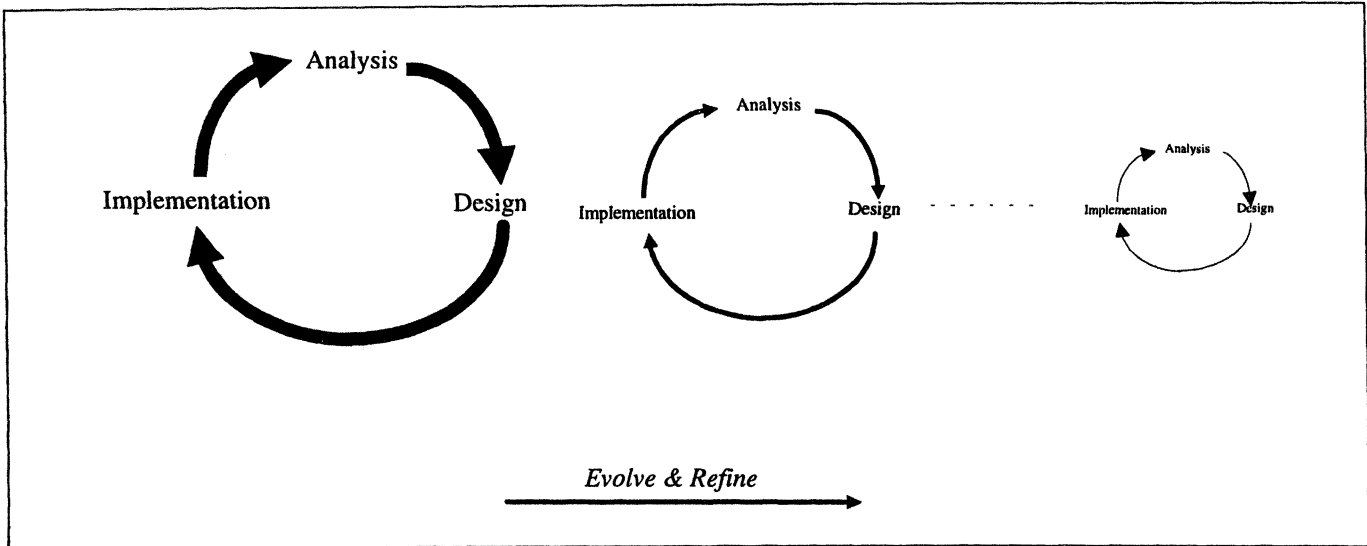 Analysis
Implementation
Design
Analysis
Implementation
Design
Analysis
Implementation
Design
Evolve & Refine